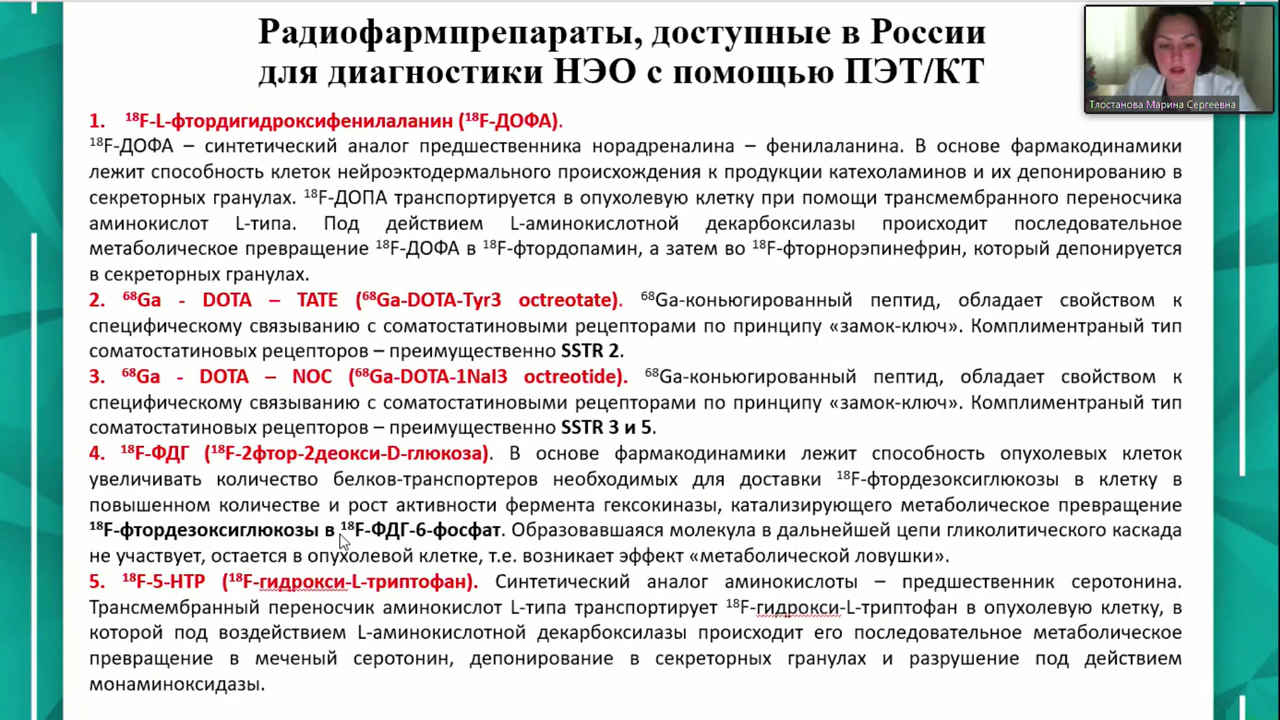 Радиофармпрепараты, доступные в России
для диагностики НЭО с помощью ПЭТ/КТ
Тлостанова Марина Сергеевна
1. ¹⁸F-L-фтордигидроксифенилаланин (¹⁸F-ДОФА).
¹⁸F-ДОФА – синтетический аналог предшественника норадреналина – фенилаланина. В основе фармакодинамики
лежит способность клеток нейроэктодермального происхождения к продукции катехоламинов и их депонированию в
секреторных гранулах. ¹⁸F-ДОПА транспортируется в опухолевую клетку при помощи трансмембранного переносчика
аминокислот L-типа. Под действием L-аминокислотной декарбоксилазы происходит последовательное
метаболическое превращение ¹⁸F-ДОФА в ¹⁸F-фтордопамин, а затем во ¹⁸F-фторнорэпинефрин, который депонируется
в секреторных гранулах.
2. ⁶⁸Ga - DOTA – TATE (⁶⁸Ga-DOTA-Tyr3 octreotate). ⁶⁸Ga-коньюгированный пептид, обладает свойством к
специфическому связыванию с соматостатиновыми рецепторами по принципу «замок-ключ». Комплиментраный тип
соматостатиновых рецепторов – преимущественно SSTR 2.
3. ⁶⁸Ga - DOTA – NOC (⁶⁸Ga-DOTA-1NaI3 octreotide). ⁶⁸Ga-коньюгированный пептид, обладает свойством к
специфическому связыванию с соматостатиновыми рецепторами по принципу «замок-ключ». Комплиментраный тип
соматостатиновых рецепторов – преимущественно SSTR 3 и 5.
4. ¹⁸F-ФДГ (¹⁸F-2фтор-2деокси-D-глюкоза). В основе фармакодинамики лежит способность опухолевых клеток
увеличивать количество белков-транспортеров необходимых для доставки ¹⁸F-фтордезоксиглюкозы в клетку в
повышенном количестве и рост активности фермента гексокиназы, катализирующего метаболическое превращение
¹⁸F-фтордезоксиглюкозы в ¹⁸F-ФДГ-6-фосфат. Образовавшаяся молекула в дальнейшей цепи гликолитического каскада
не участвует, остается в опухолевой клетке, т.е. возникает эффект «метаболической ловушки».
5. ¹⁸F-5-НТР (¹⁸F-гидрокси-L-триптофан). Синтетический аналог аминокислоты – предшественник серотонина.
Трансмембранный переносчик аминокислот L-типа транспортирует ¹⁸F-гидрокси-L-триптофан в опухолевую клетку, в
которой под воздействием L-аминокислотной декарбоксилазы происходит его последовательное метаболическое
превращение в меченый серотонин, депонирование в секреторных гранулах и разрушение под действием
монаминоксидазы.